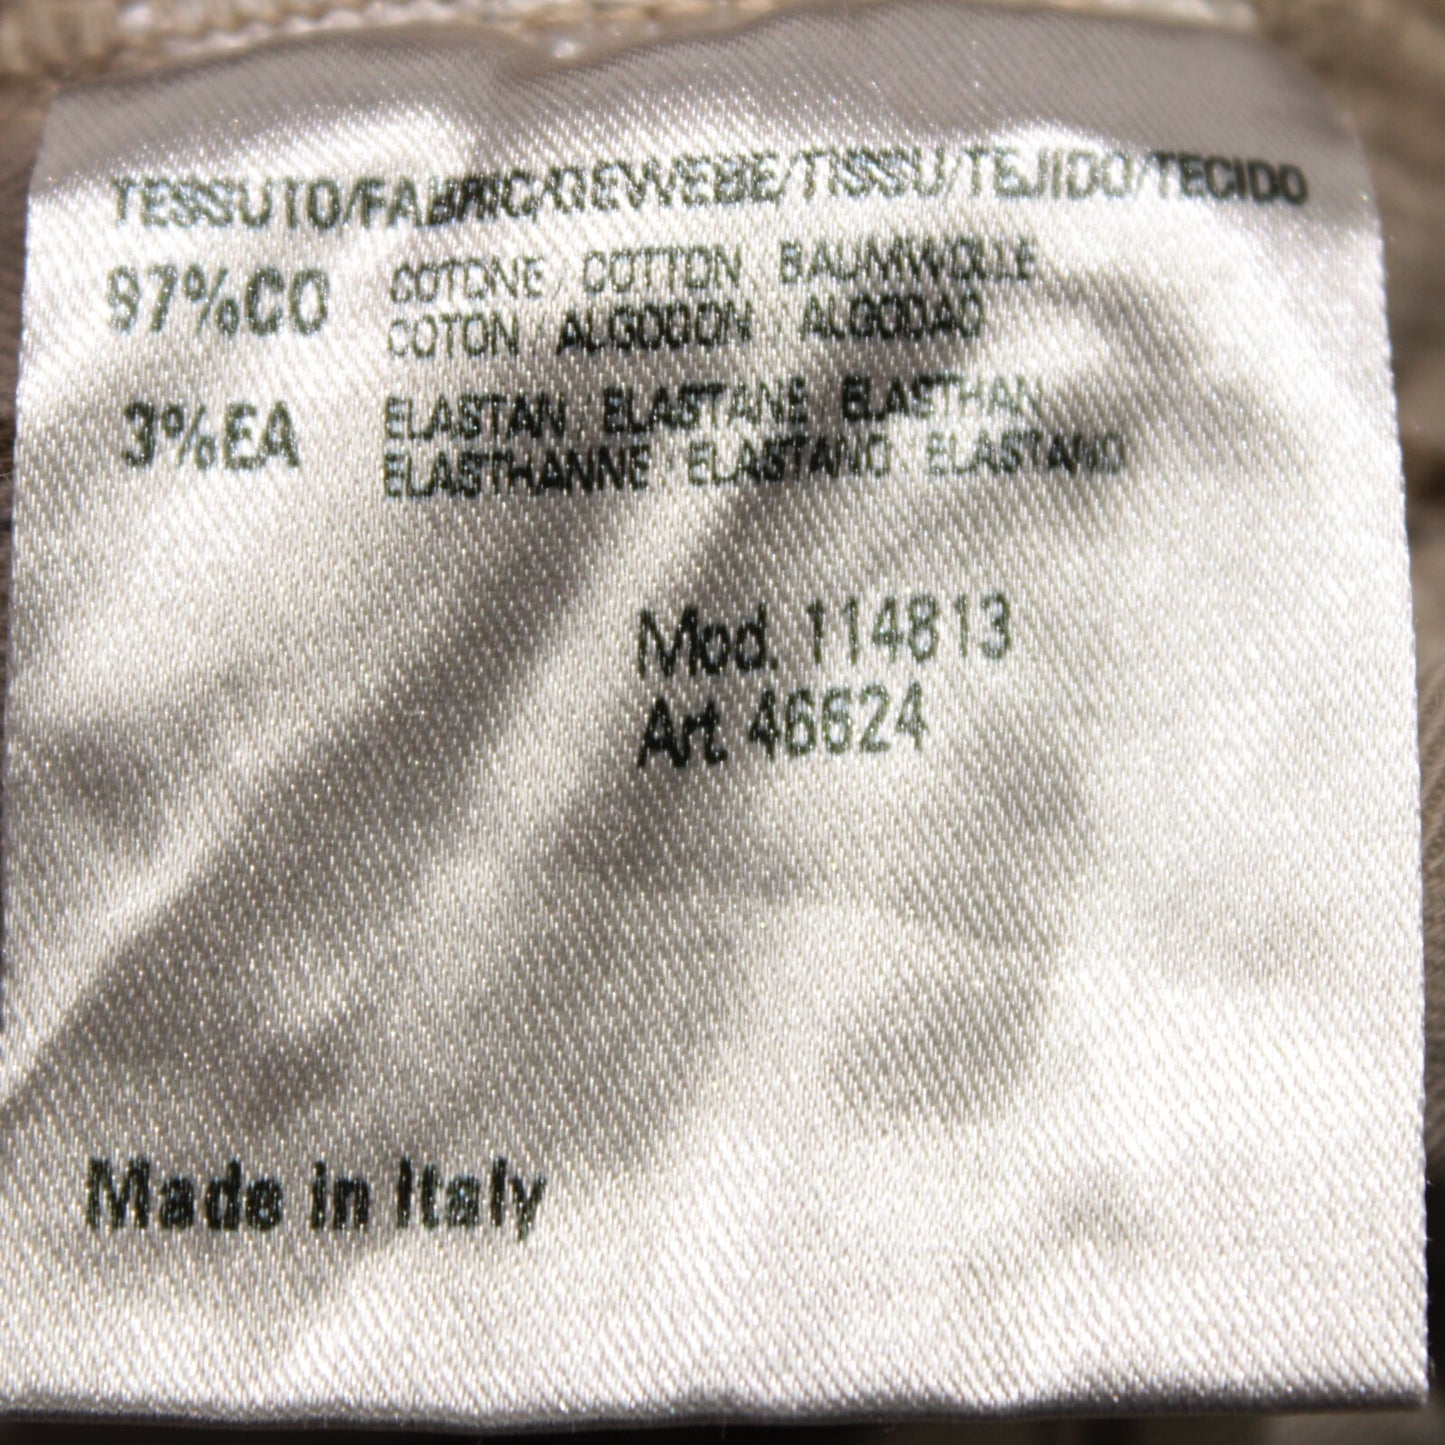 TESSUTO/FABRIC/GEWEBE/TISSU/TEJIDO/TECIDO
97%CO COTONE / COTTON BAUMWOLLE
COTON / ALGODON / ALGODAO
3%EA ELASTAN ELASTANE ELASTHAN
ELASTHANNE ELASTANO ELASTANO
Mod. 114813
Art. 46624
Made in Italy